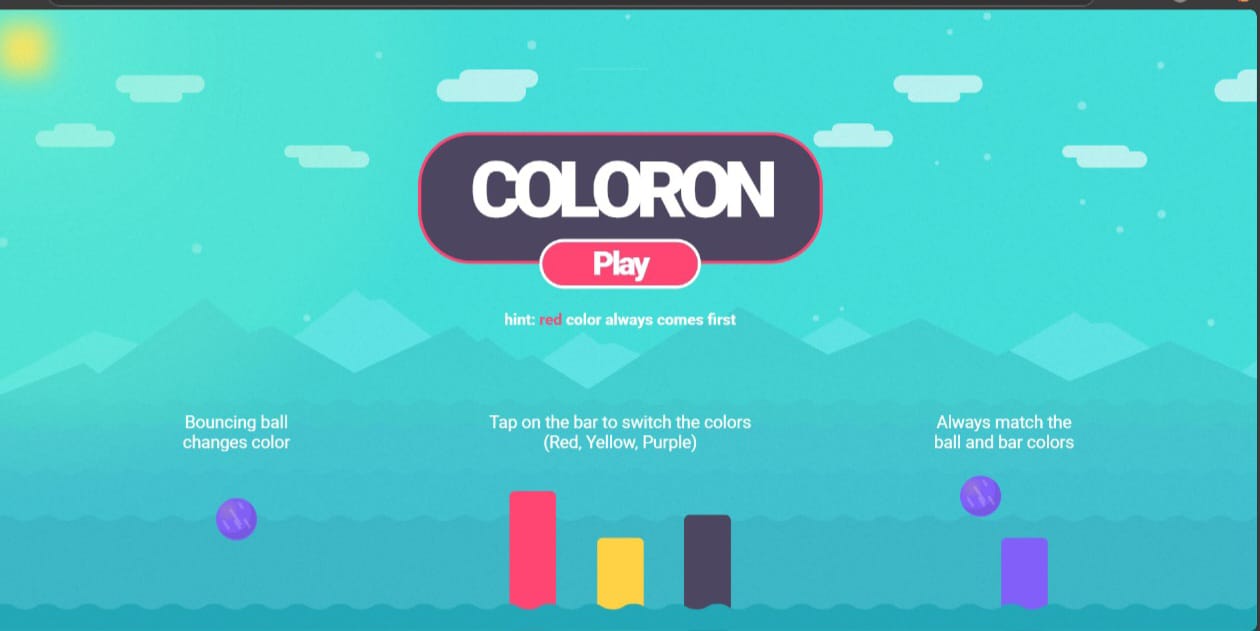 COLORON
Play
hint: red color always comes first
Bouncing ball
changes color
Tap on the bar to switch the colors
(Red, Yellow, Purple)
Always match the
ball and bar colors